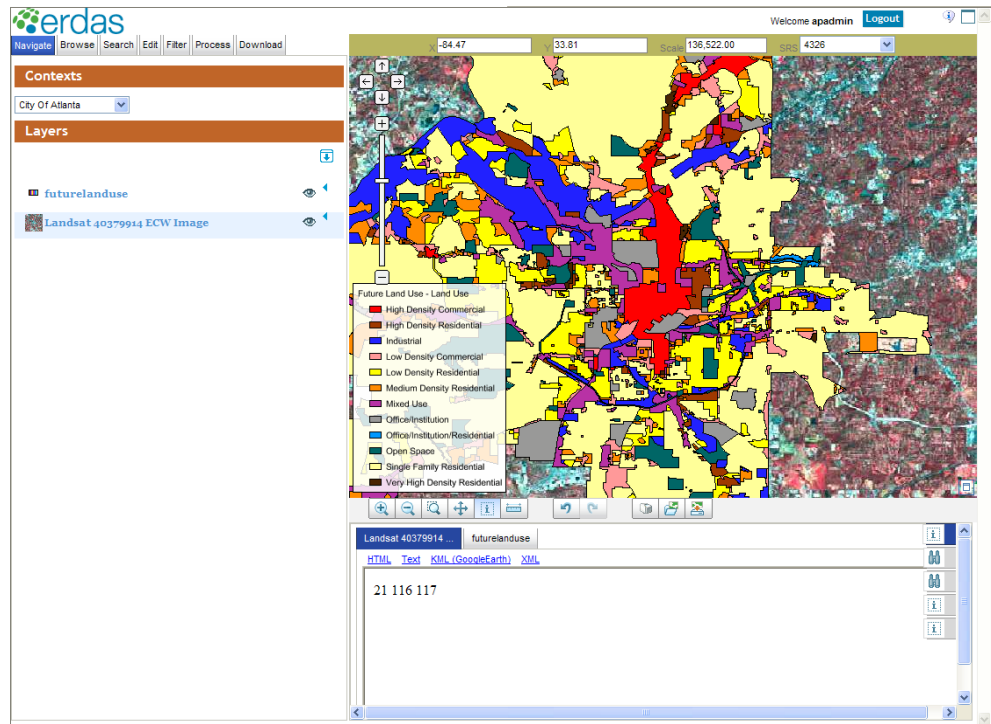 erdas
Welcome apadmin Logout
Navigate Browse Search Edit Filter Process Download
X -84.47 Y 33.81 Scale 136,522.00 SRS 4326
Contexts
City Of Atlanta
Layers
futurelanduse
Landsat 40379914 ECW Image
Future Land Use - Land Use
High Density Commercial
High Density Residential
Industrial
Low Density Commercial
Low Density Residential
Medium Density Residential
Mixed Use
Office/Institution
Office/Institution/Residential
Open Space
Single Family Residential
Very High Density Residential
Landsat 40379914 ... futurelanduse
HTML Text KML (GoogleEarth) XML
21 116 117